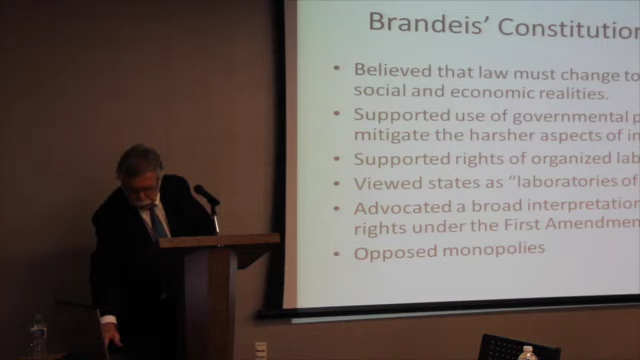 Brandeis’ Constitution
• Believed that law must change to
social and economic realities.
• Supported use of governmental p
mitigate the harsher aspects of in
• Supported rights of organized lab
• Viewed states as “laboratories of
• Advocated a broad interpretation
rights under the First Amendmen
• Opposed monopolies